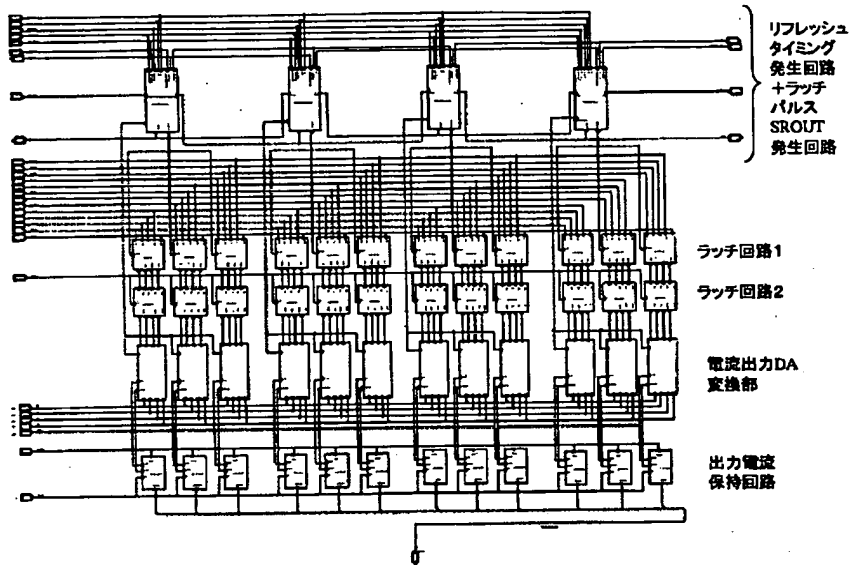 リフレッシュ
タイミング
発生回路
+ラッチ
パルス
SROUT
発生回路
ラッチ回路1
ラッチ回路2
電流出力DA
変換部
出力電流
保持回路